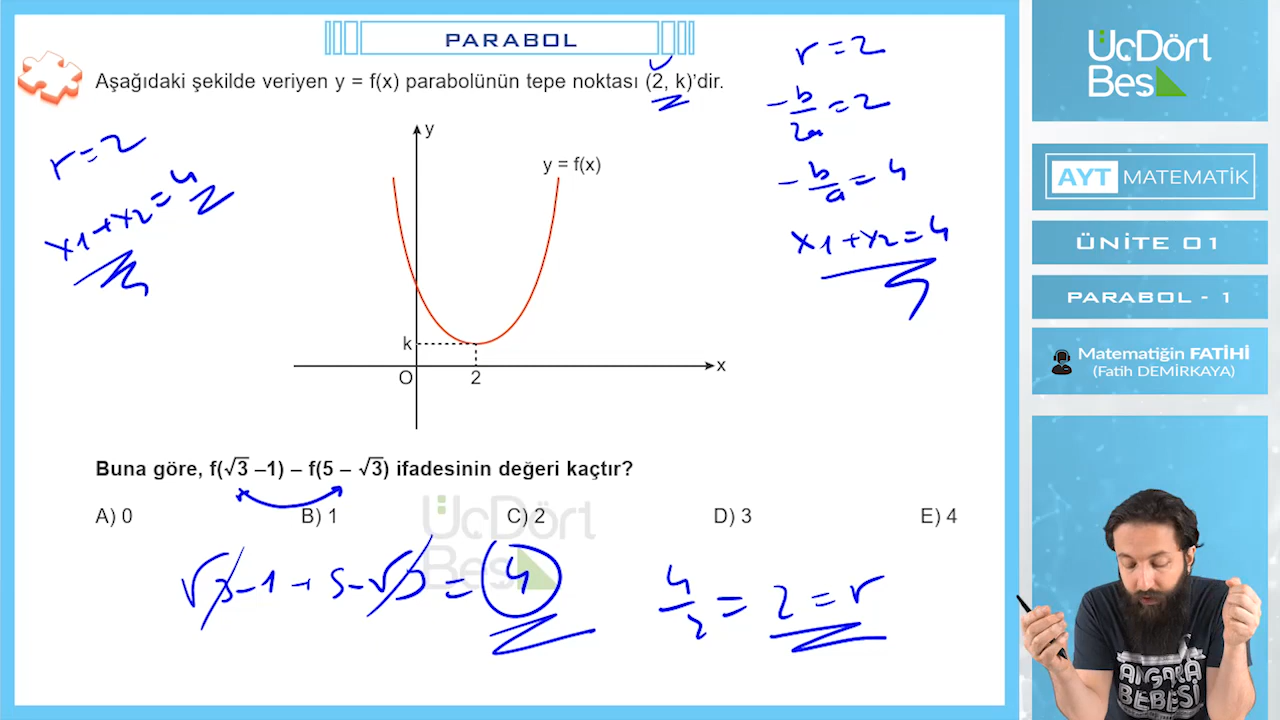 PARABOL
Aşağıdaki şekilde veriyen y = f(x) parabolünün tepe noktası (2, k)'dir.
r = 2
-b/2a = 2
-b/a = 4
x1 + x2 = 4
r = 2
x1 + x2 = 4
y
y = f(x)
k
O
2
x
Buna göre, f(√3 –1) – f(5 – √3) ifadesinin değeri kaçtır?
A) 0 B) 1 C) 2 D) 3 E) 4
ÜçDört
Beş
√3 - 1 + 5 - √3 = 4
4/2 = 2 = r
ÜçDört
Beş
AYT MATEMATİK
ÜNİTE 01
PARABOL - 1
Matematiğin FATİHİ
(Fatih DEMİRKAYA)
ANGARA
BEBESİ